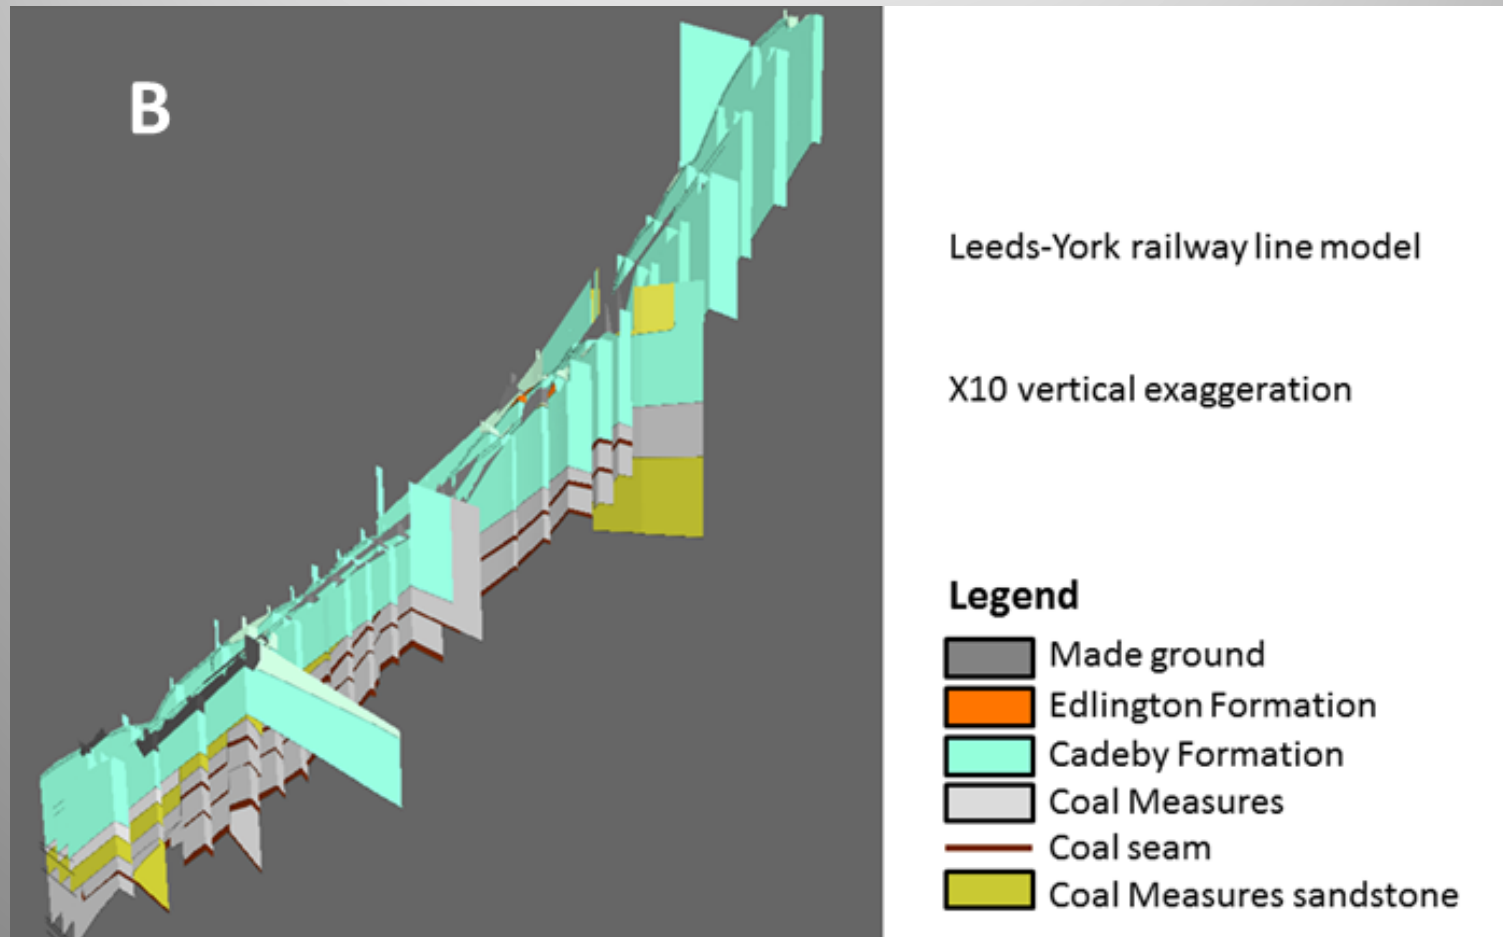 B
Leeds-York railway line model
X10 vertical exaggeration
Legend
Made ground
Edlington Formation
Cadeby Formation
Coal Measures
Coal seam
Coal Measures sandstone